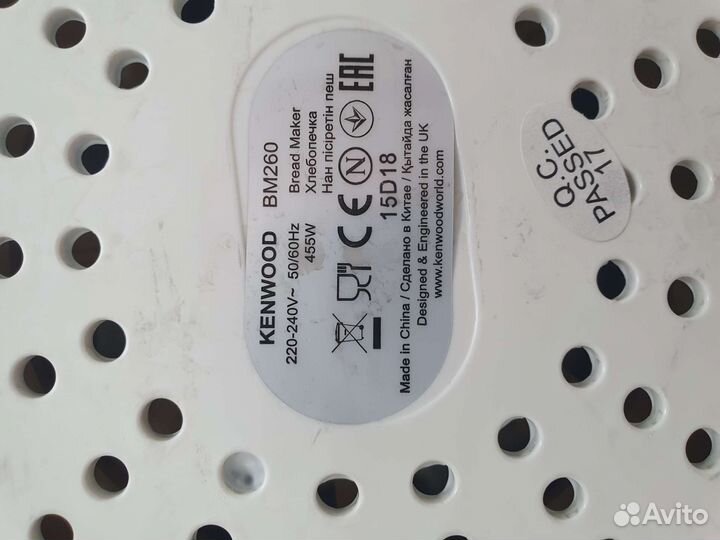 KENWOOD BM260
220-240V~ 50/60Hz Bread Maker
455W Хлебопечка
Нан пісіретін пеш
CE N EAC
15D18
Made in China / Сделано в Китае / Қытайда жасалған
Designed & Engineered in the UK
www.kenwoodworld.com
Q.C.
PASSED
17
Avito